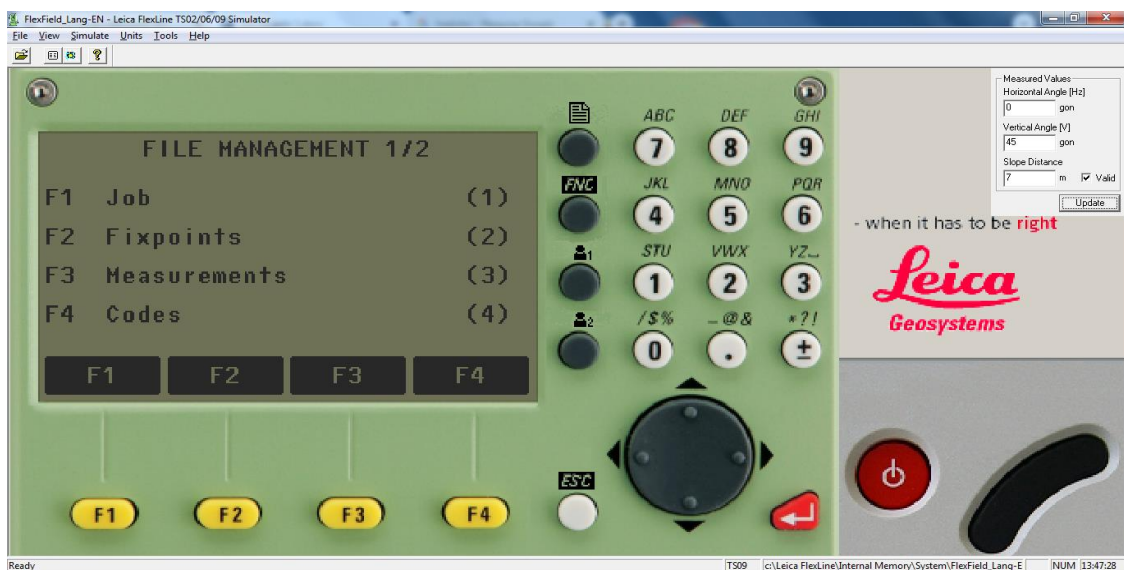 FlexField_Lang-EN - Leica FlexLine TS02/06/09 Simulator
File View Simulate Units Tools Help
FILE MANAGEMENT 1/2
F1 Job (1)
F2 Fixpoints (2)
F3 Measurements (3)
F4 Codes (4)
F1 F2 F3 F4
F1 F2 F3 F4
ABC DEF GHI
7 8 9
FNC JKL MNO PQR
4 5 6
1 STU VWX YZ_
1 2 3
2 /$% _@& *?!
0 . ±
ESC
Measured Values
Horizontal Angle [Hz]
0 gon
Vertical Angle [V]
45 gon
Slope Distance
7 m Valid
Update
- when it has to be right
Leica
Geosystems
Ready TS09 c:\Leica FlexLine\Internal Memory\System\FlexField_Lang-E NUM 13:47:28